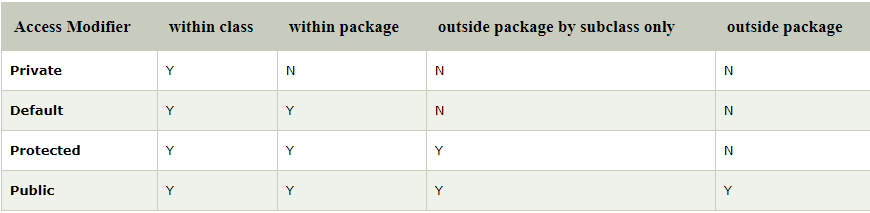 Access Modifier within class within package outside package by subclass only outside package
Private Y N N N
Default Y Y N N
Protected Y Y Y N
Public Y Y Y Y